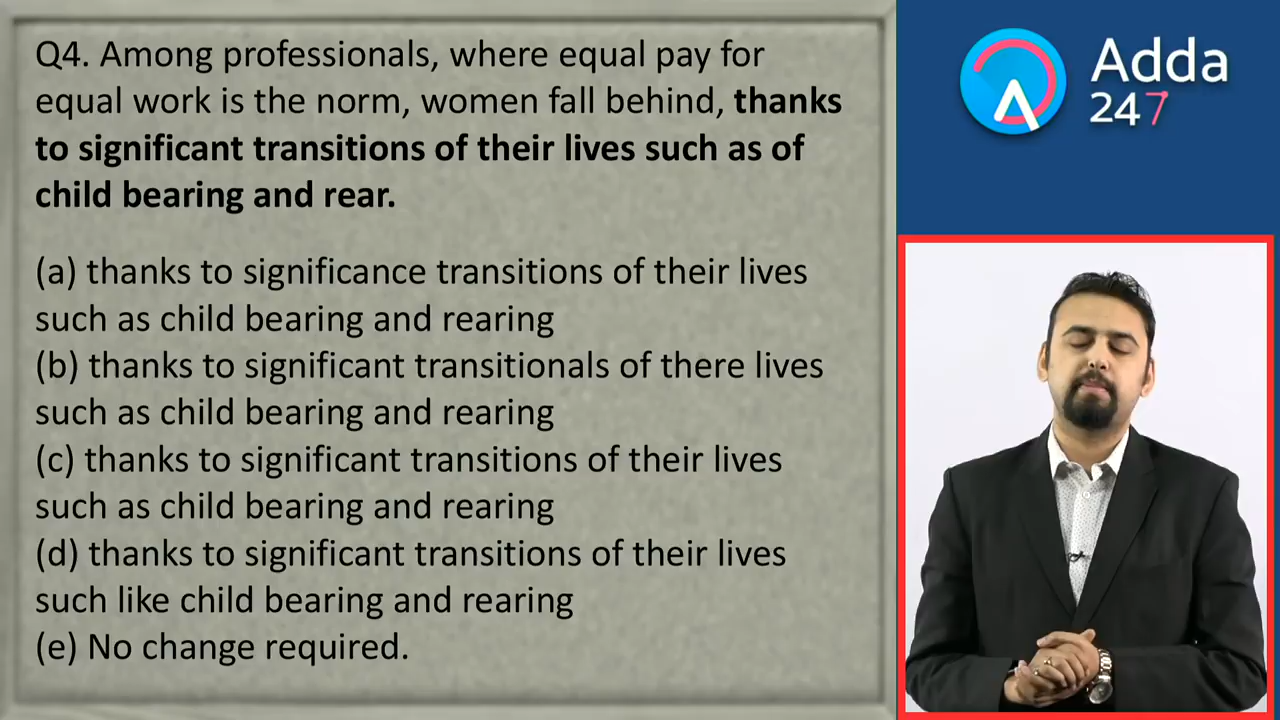 Q4. Among professionals, where equal pay for
equal work is the norm, women fall behind, thanks
to significant transitions of their lives such as of
child bearing and rear.
(a) thanks to significance transitions of their lives
such as child bearing and rearing
(b) thanks to significant transitionals of there lives
such as child bearing and rearing
(c) thanks to significant transitions of their lives
such as child bearing and rearing
(d) thanks to significant transitions of their lives
such like child bearing and rearing
(e) No change required.
Adda
247